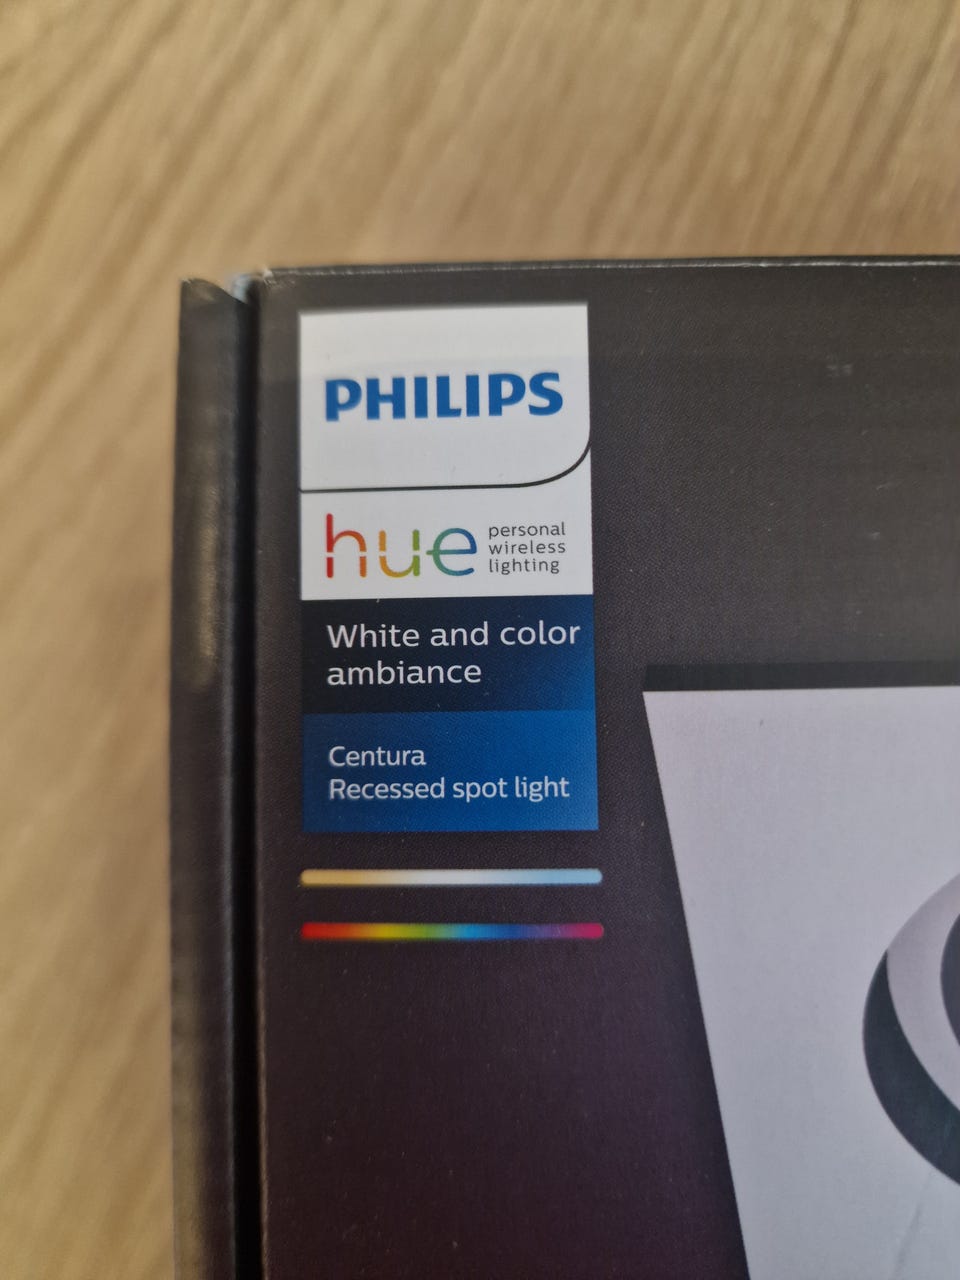 PHILIPS
hue
personal
wireless
lighting
White and color
ambiance
Centura
Recessed spot light